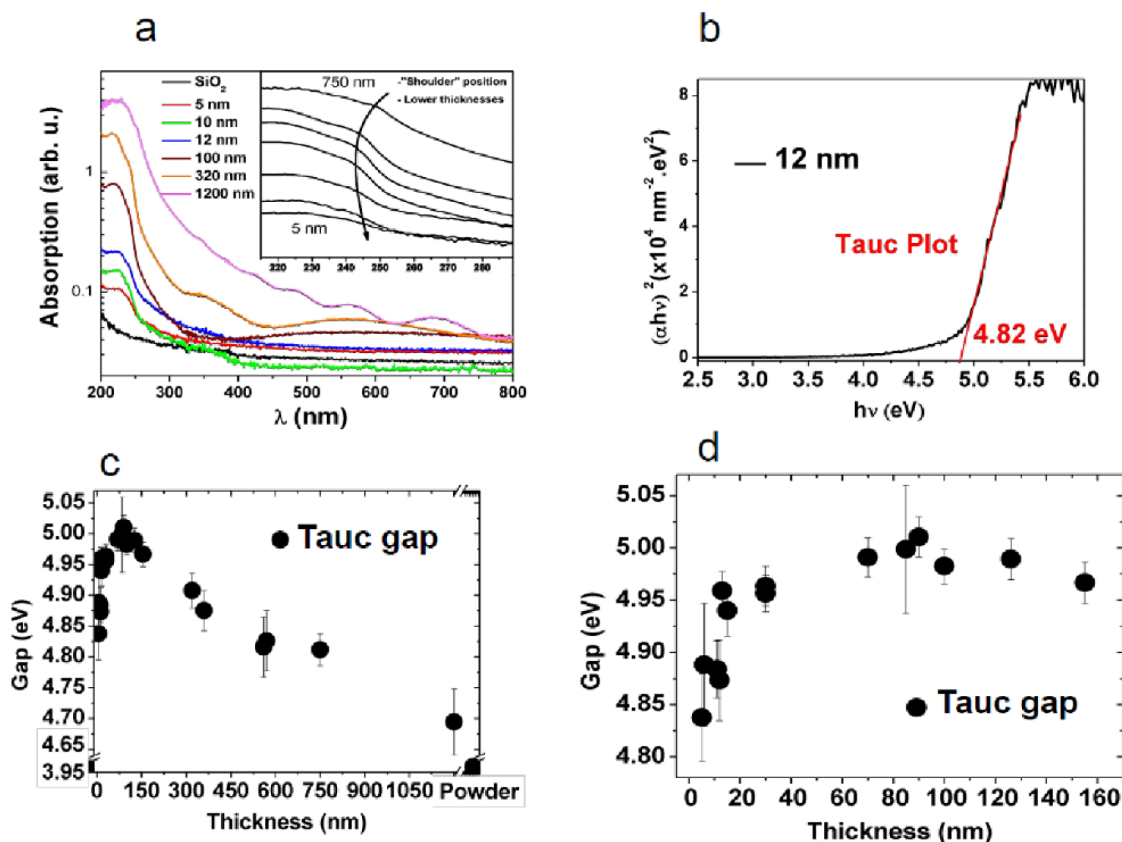 a
b
SiO2
5 nm
10 nm
12 nm
100 nm
320 nm
1200 nm
750 nm
-"Shoulder" position
- Lower thicknesses
5 nm
220 230 240 250 260 270 280
1
0.1
Absorption (arb. u.)
200 300 400 500 600 700 800
λ (nm)
8
6
4
2
0
(αhν)²(x10⁴ nm⁻².eV²)
12 nm
Tauc Plot
4.82 eV
2.5 3.0 3.5 4.0 4.5 5.0 5.5 6.0
hν (eV)
c
d
5.05
5.00
4.95
4.90
4.85
4.80
4.75
4.70
4.65
3.95
Gap (eV)
Tauc gap
0 150 300 450 600 750 900 1050 Powder
Thickness (nm)
5.05
5.00
4.95
4.90
4.85
4.80
Gap (eV)
Tauc gap
0 20 40 60 80 100 120 140 160
Thickness (nm)